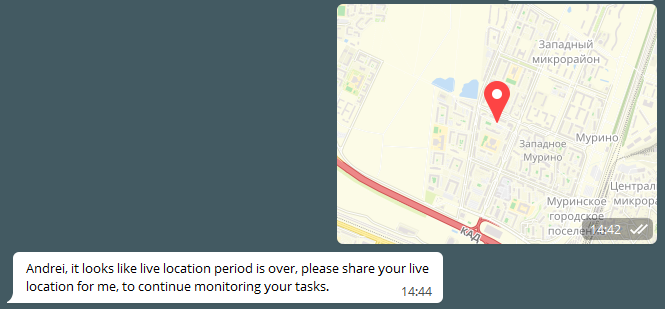 Западный
микрорайон
Мурино
Западное
Мурино
Муринское
городское
поселен
Централ
микрора
КАД
14:42
Andrei, it looks like live location period is over, please share your live
location for me, to continue monitoring your tasks.
14:44